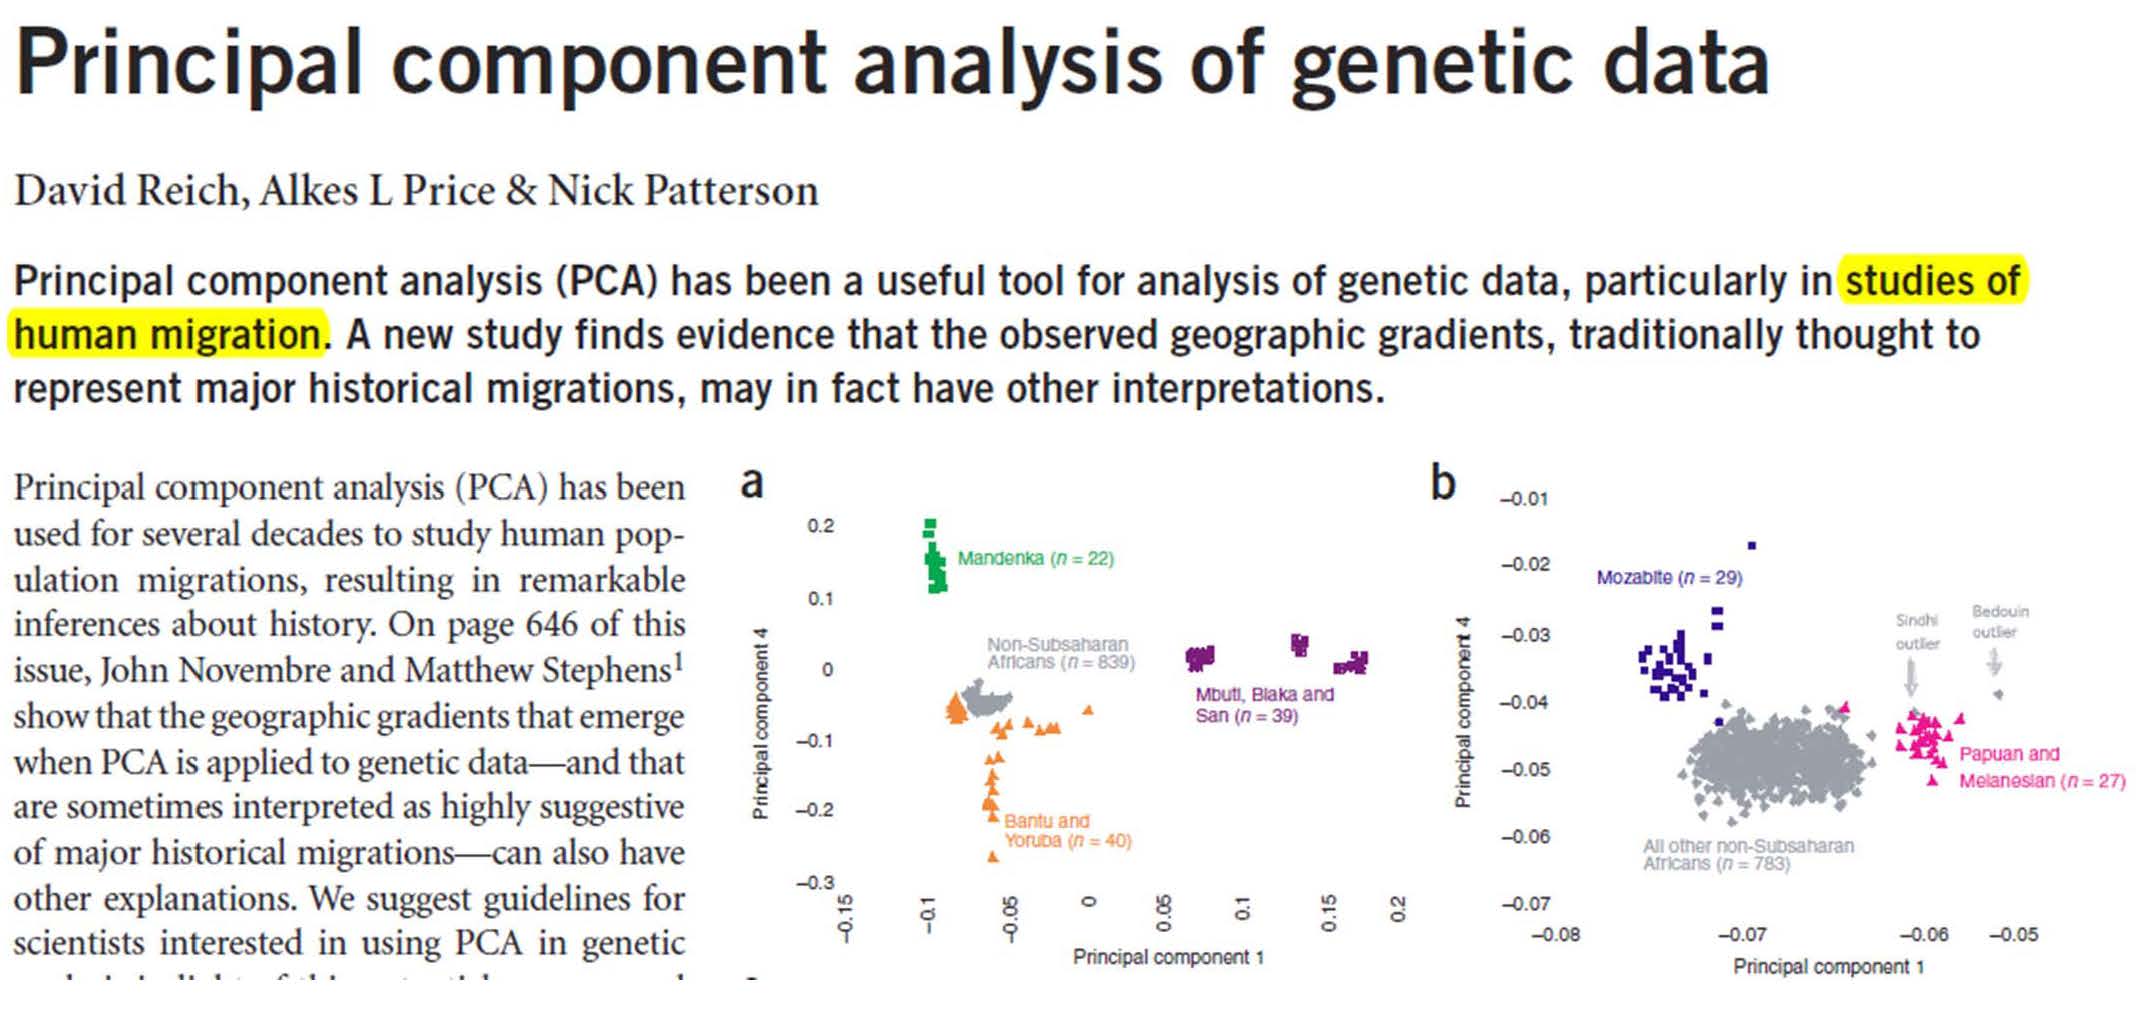 Principal component analysis of genetic data
David Reich, Alkes L Price & Nick Patterson
Principal component analysis (PCA) has been a useful tool for analysis of genetic data, particularly in studies of
human migration. A new study finds evidence that the observed geographic gradients, traditionally thought to
represent major historical migrations, may in fact have other interpretations.
Principal component analysis (PCA) has been
used for several decades to study human pop-
ulation migrations, resulting in remarkable
inferences about history. On page 646 of this
issue, John Novembre and Matthew Stephens¹
show that the geographic gradients that emerge
when PCA is applied to genetic data—and that
are sometimes interpreted as highly suggestive
of major historical migrations—can also have
other explanations. We suggest guidelines for
scientists interested in using PCA in genetic
a
0.2
0.1
0
–0.1
–0.2
–0.3
Principal component 4
Mandenka (n = 22)
Non-Subsaharan
Africans (n = 839)
Mbuti, Biaka and
San (n = 39)
Bantu and
Yoruba (n = 40)
–0.15
–0.1
–0.05
0
0.05
0.1
0.15
0.2
Principal component 1
b
–0.01
–0.02
–0.03
–0.04
–0.05
–0.06
–0.07
Principal component 4
Mozabite (n = 29)
Sindhi
outlier
Bedouin
outlier
Papuan and
Melanesian (n = 27)
All other non-Subsaharan
Africans (n = 783)
–0.08
–0.07
–0.06
–0.05
Principal component 1